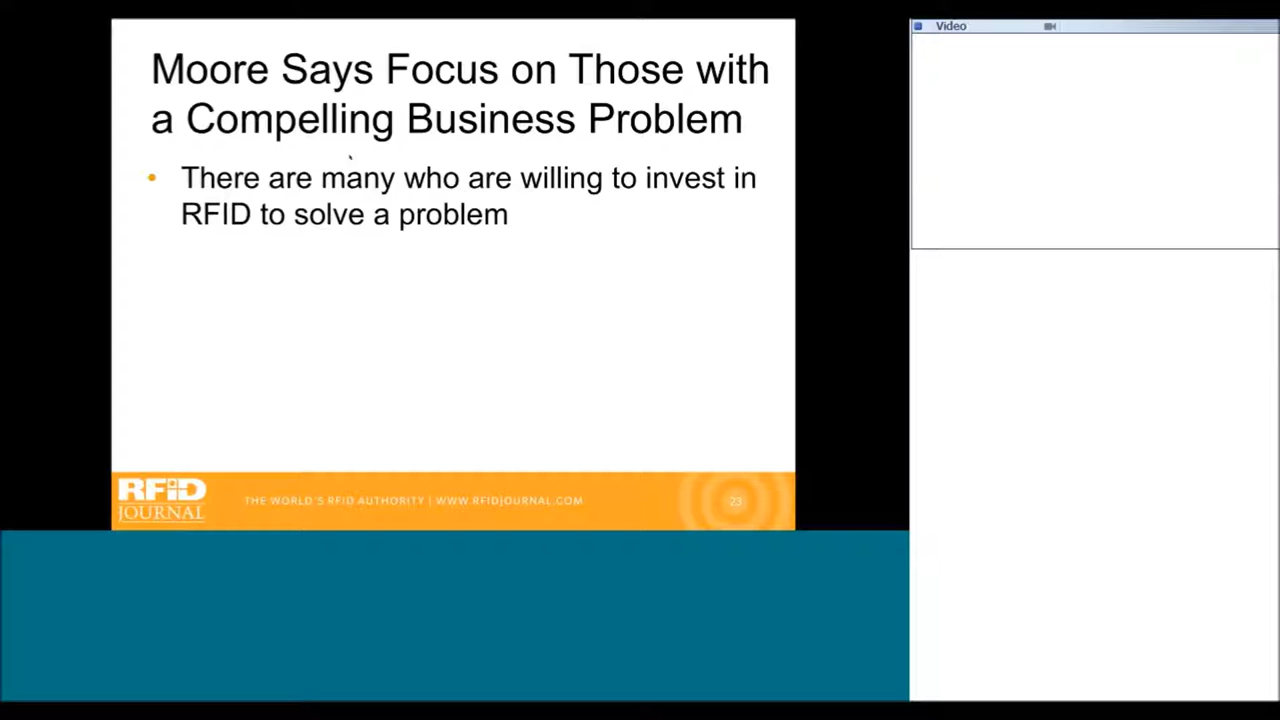 Moore Says Focus on Those with
a Compelling Business Problem
• There are many who are willing to invest in
RFID to solve a problem
RFID
JOURNAL
THE WORLD'S RFID AUTHORITY | WWW.RFIDJOURNAL.COM
23
Video